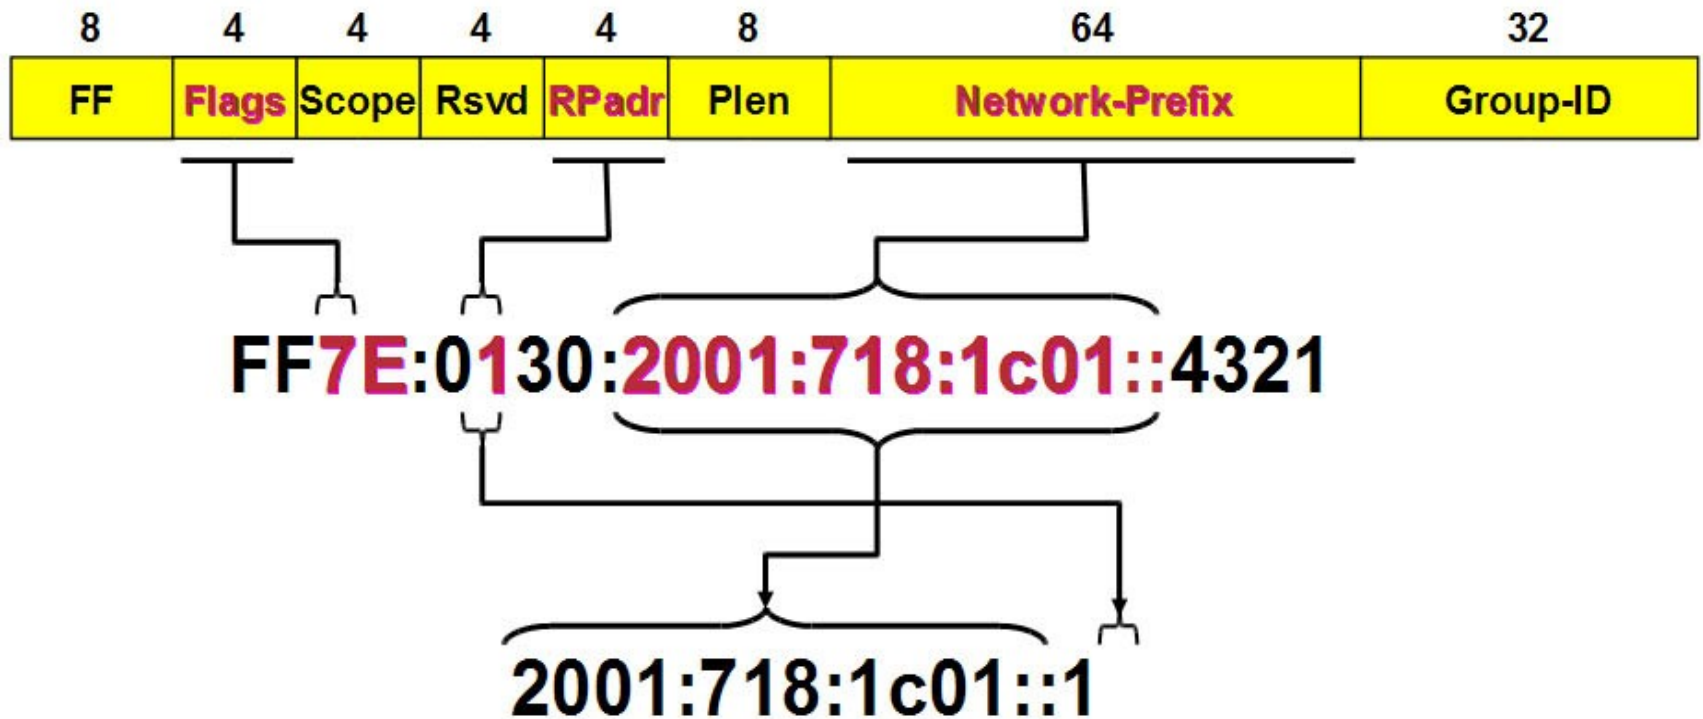 8 4 4 4 4 8 64 32
FF Flags Scope Rsvd RPadr Plen Network-Prefix Group-ID
FF7E:0130:2001:718:1c01::4321
2001:718:1c01::1